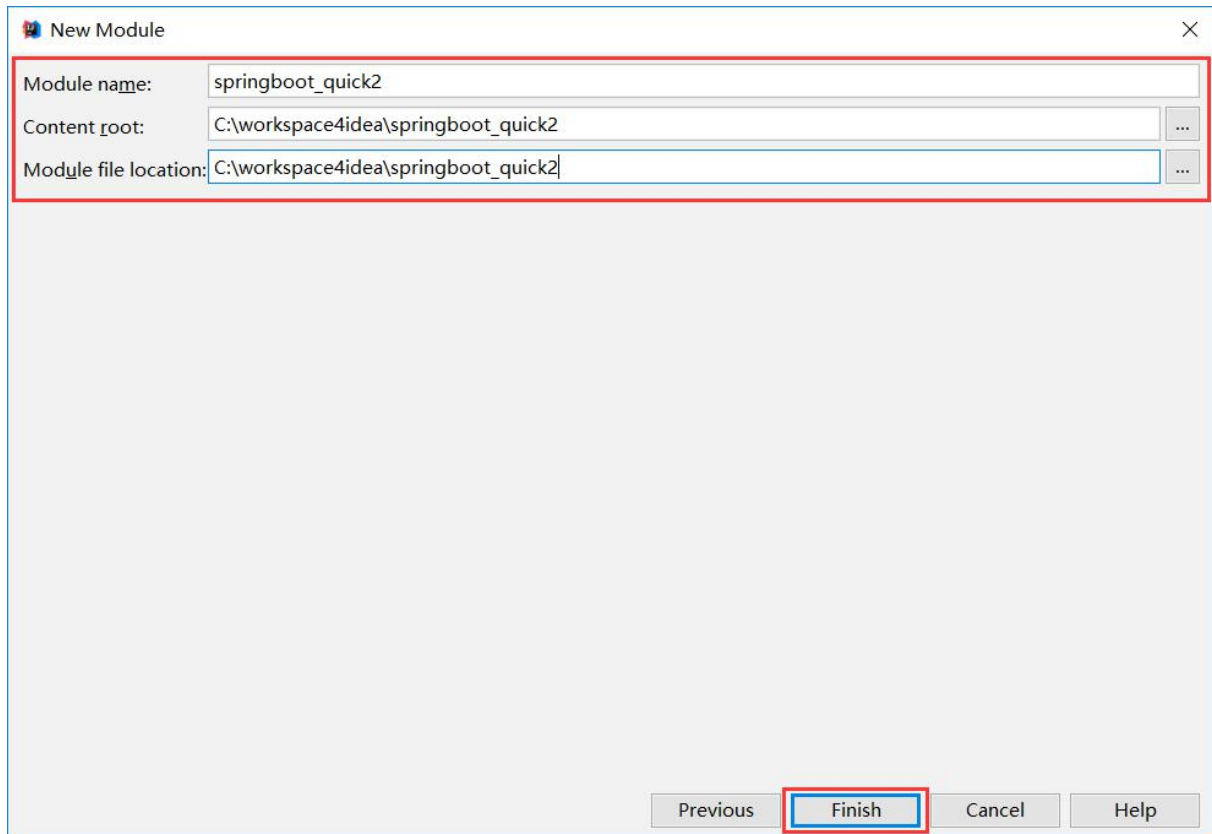 New Module
Module name: springboot_quick2
Content root: C:\workspace4idea\springboot_quick2 ...
Module file location: C:\workspace4idea\springboot_quick2 ...
Previous Finish Cancel Help